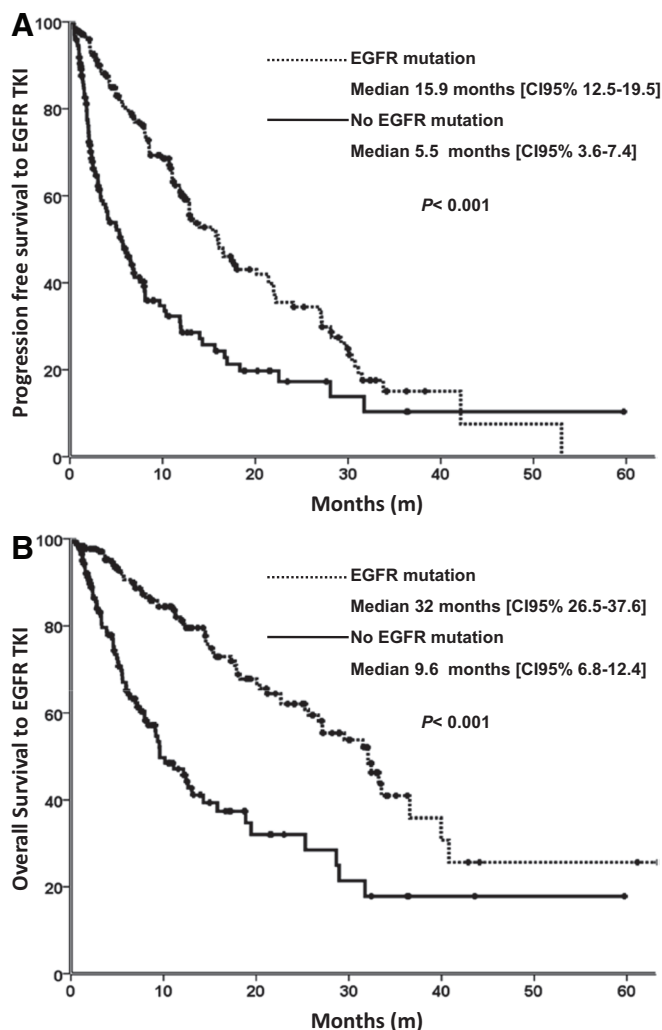 A
Progression free survival to EGFR TKI
100
80
60
40
20
0
EGFR mutation
Median 15.9 months [CI95% 12.5-19.5]
No EGFR mutation
Median 5.5 months [CI95% 3.6-7.4]
P< 0.001
0 10 20 30 40 50 60
Months (m)
B
Overall Survival to EGFR TKI
100
80
60
40
20
0
EGFR mutation
Median 32 months [CI95% 26.5-37.6]
No EGFR mutation
Median 9.6 months [CI95% 6.8-12.4]
P< 0.001
0 10 20 30 40 50 60
Months (m)